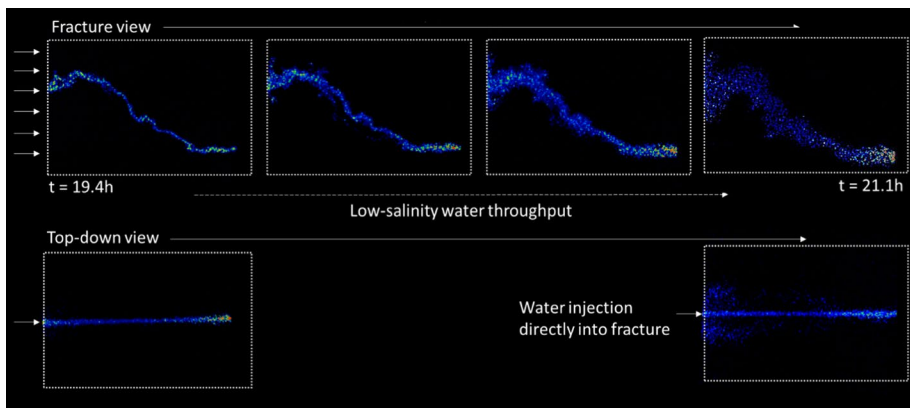 Fracture view
t = 19.4h
t = 21.1h
Low-salinity water throughput
Top-down view
Water injection
directly into fracture